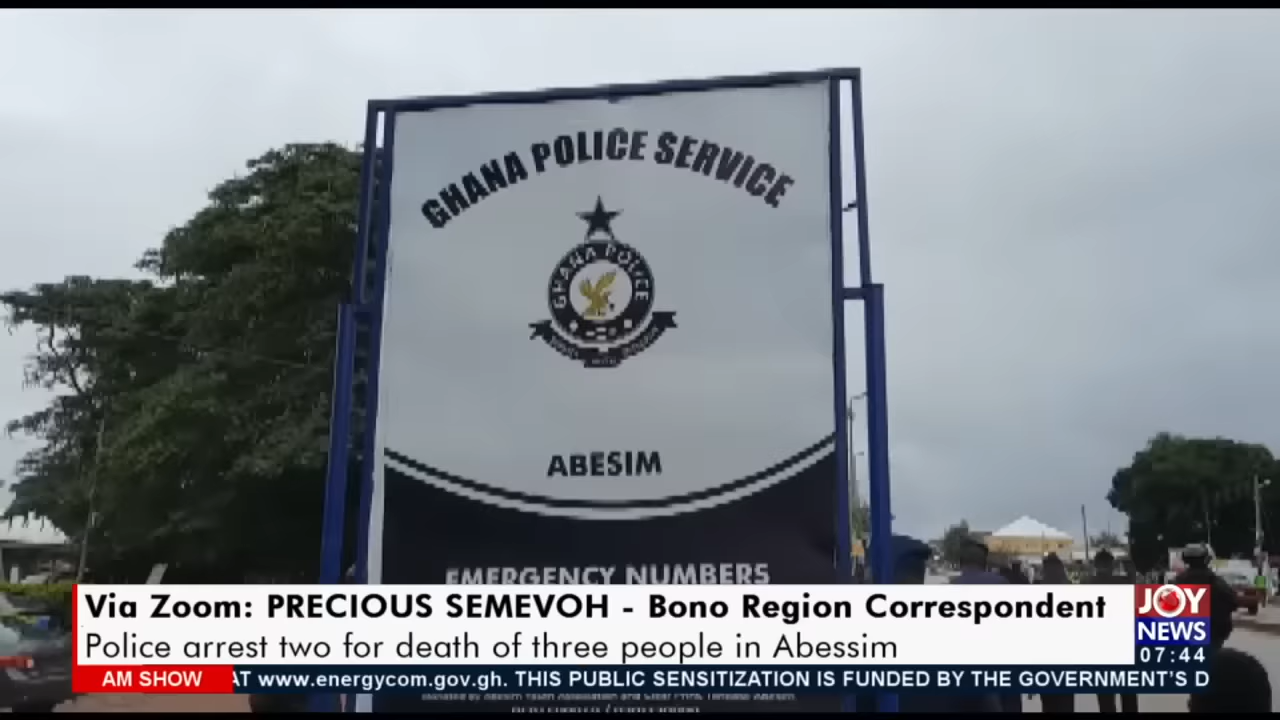 GHANA POLICE SERVICE
GHANA POLICE
ABESIM
EMERGENCY NUMBERS
Via Zoom: PRECIOUS SEMEVOH - Bono Region Correspondent
Police arrest two for death of three people in Abessim
JOY
NEWS
07:44
AM SHOW
AT www.energycom.gov.gh. THIS PUBLIC SENSITIZATION IS FUNDED BY THE GOVERNMENT'S D